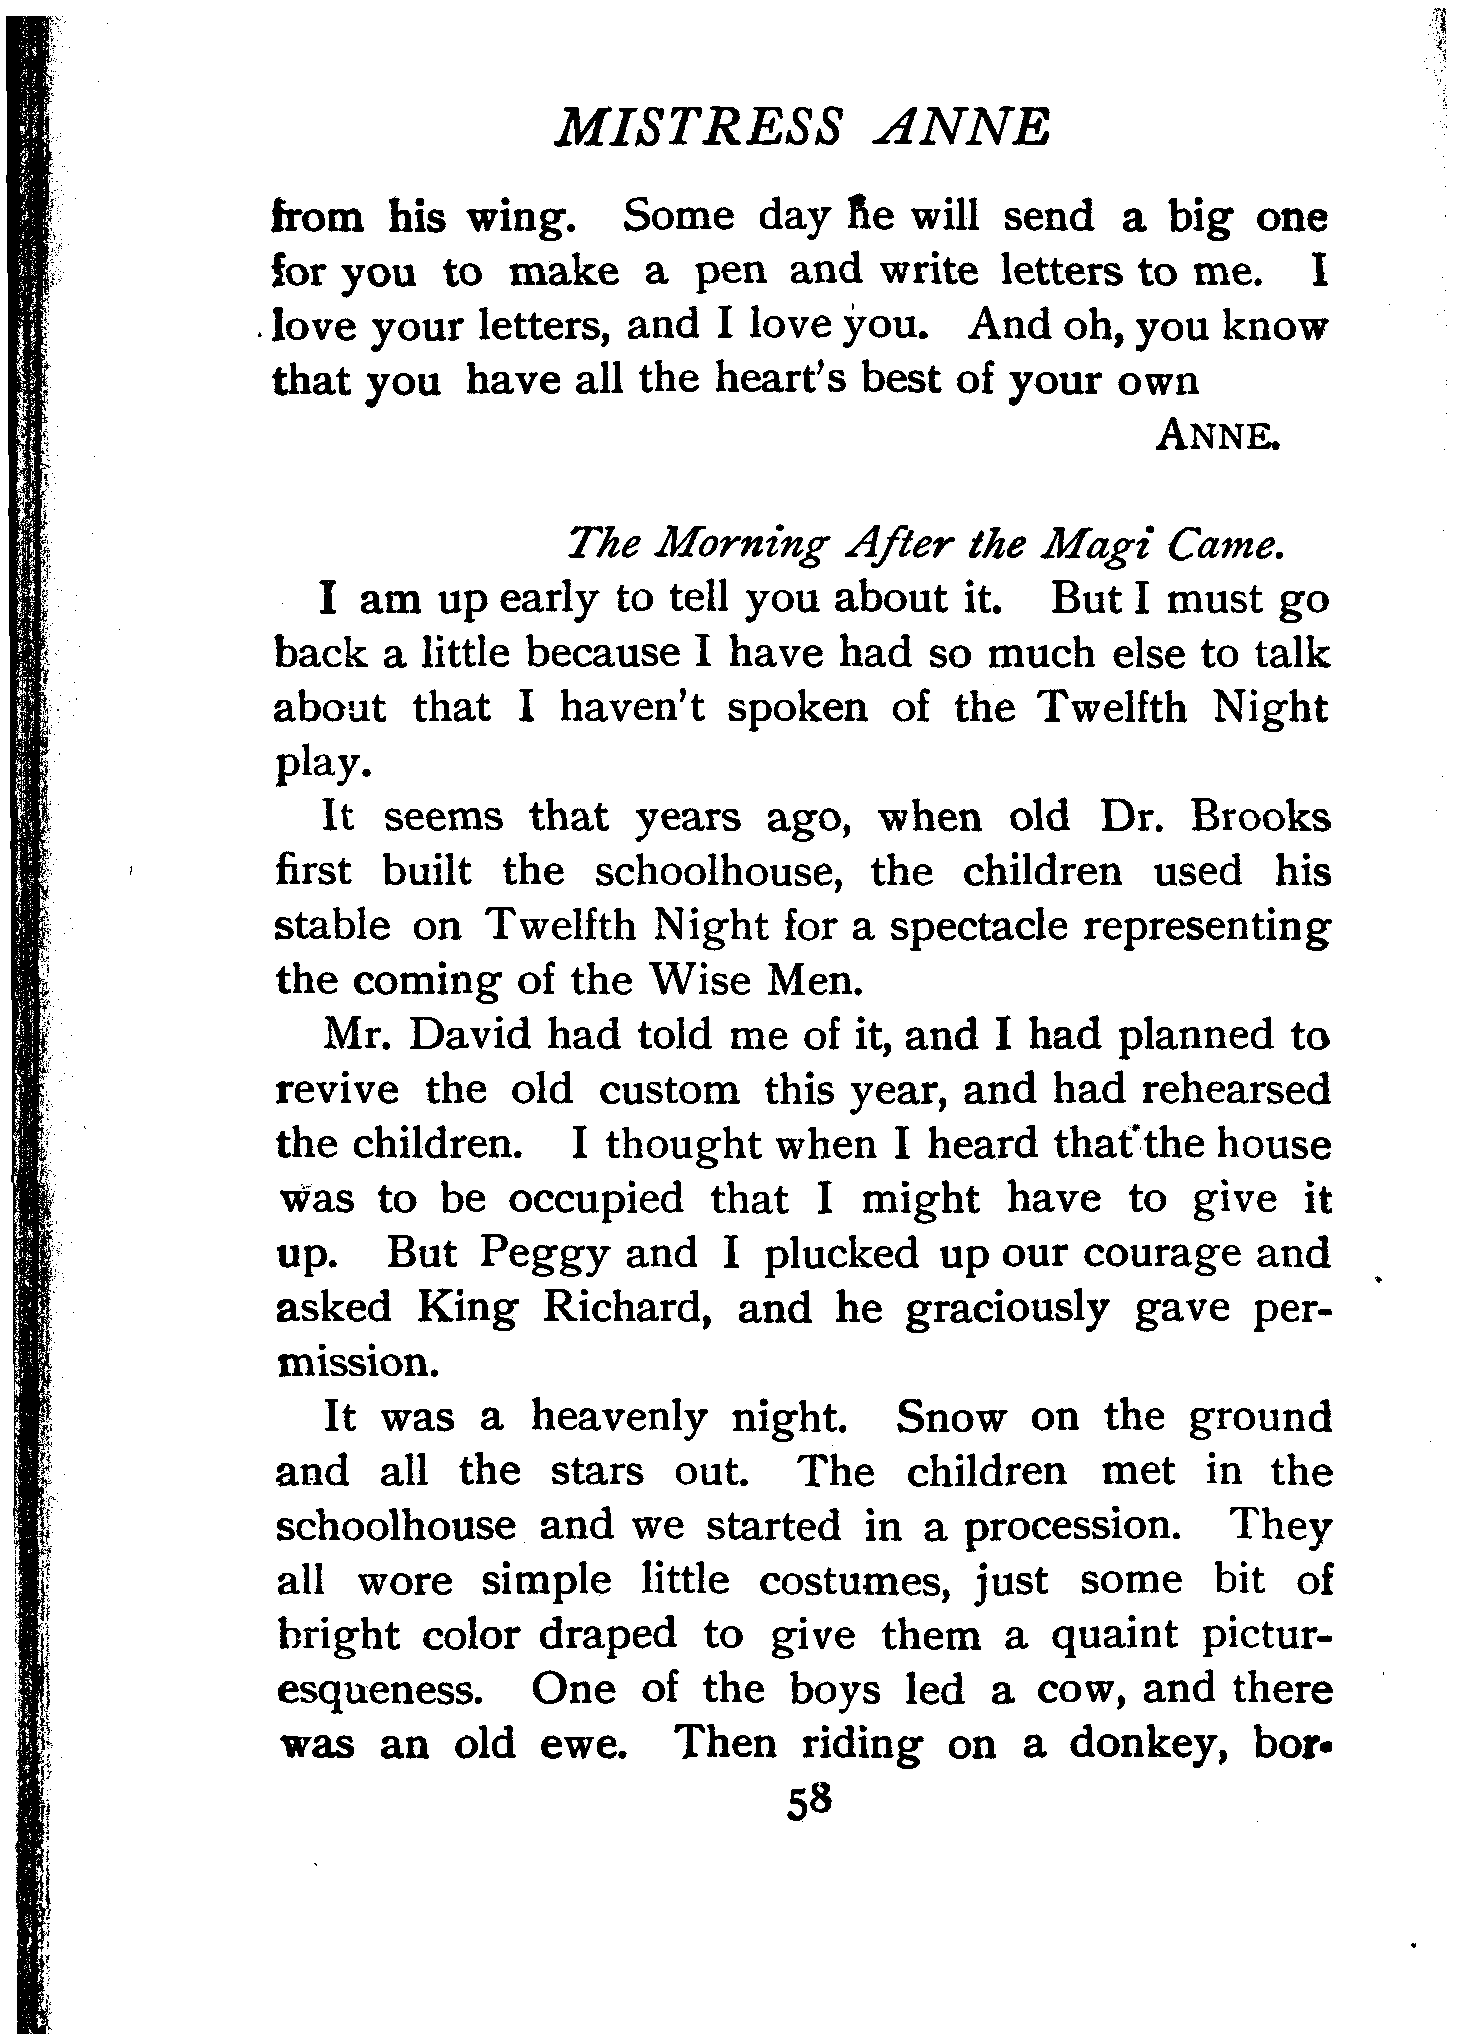 MISTRESS ANNE
from his wing. Some day he will send a big one
for you to make a pen and write letters to me. I
love your letters, and I love you. And oh, you know
that you have all the heart's best of your own
ANNE.
The Morning After the Magi Came.
I am up early to tell you about it. But I must go
back a little because I have had so much else to talk
about that I haven't spoken of the Twelfth Night
play.
It seems that years ago, when old Dr. Brooks
first built the schoolhouse, the children used his
stable on Twelfth Night for a spectacle representing
the coming of the Wise Men.
Mr. David had told me of it, and I had planned to
revive the old custom this year, and had rehearsed
the children. I thought when I heard that the house
was to be occupied that I might have to give it
up. But Peggy and I plucked up our courage and
asked King Richard, and he graciously gave per-
mission.
It was a heavenly night. Snow on the ground
and all the stars out. The children met in the
schoolhouse and we started in a procession. They
all wore simple little costumes, just some bit of
bright color draped to give them a quaint pictur-
esqueness. One of the boys led a cow, and there
was an old ewe. Then riding on a donkey, bor-
58